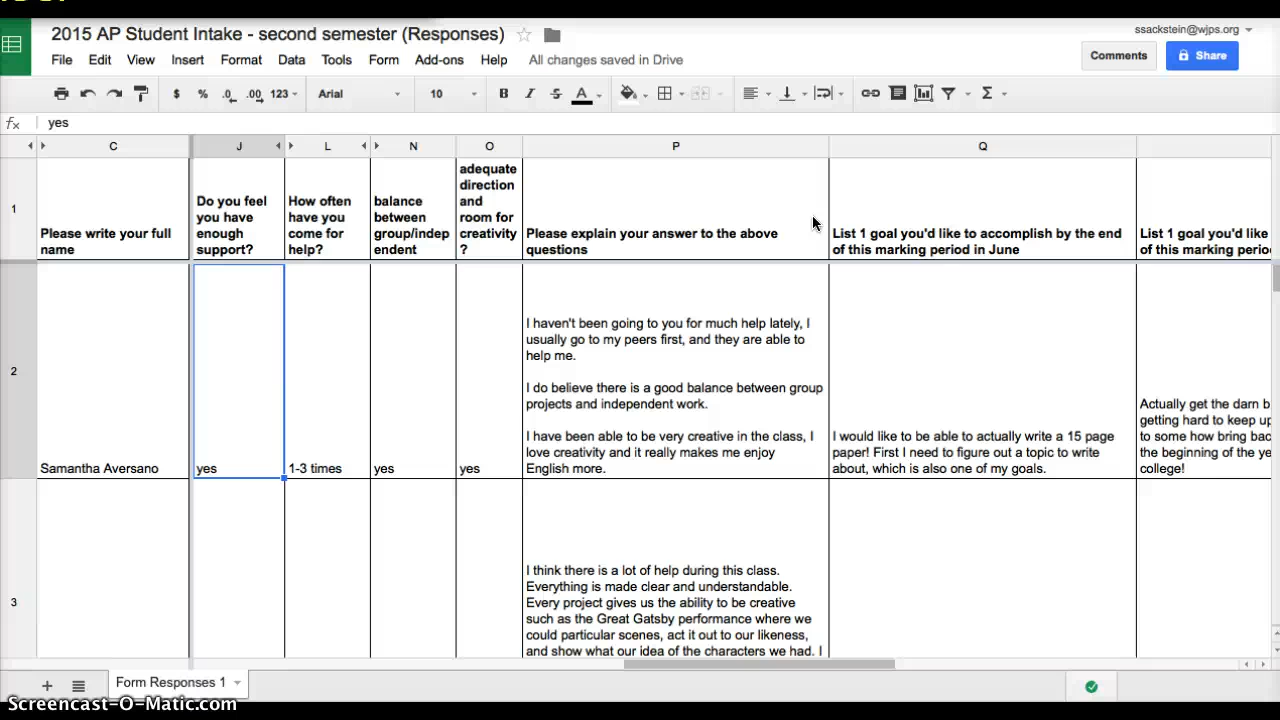 2015 AP Student Intake - second semester (Responses)
ssackstein@wjps.org
File Edit View Insert Format Data Tools Form Add-ons Help All changes saved in Drive
Comments
Share
$ % .0 .00 123 Arial 10 B I S A Σ
fx yes
C J L N O P Q
1
Please write your full
name
Do you feel
you have
enough
support?
How often
have you
come for
help?
balance
between
group/indep
endent
adequate
direction
and
room for
creativity
?
Please explain your answer to the above
questions
List 1 goal you'd like to accomplish by the end
of this marking period in June
List 1 goal you'd like
of this marking perio
2
Samantha Aversano
yes
1-3 times
yes
yes
I haven't been going to you for much help lately, I
usually go to my peers first, and they are able to
help me.
I do believe there is a good balance between group
projects and independent work.
I have been able to be very creative in the class, I
love creativity and it really makes me enjoy
English more.
I would like to be able to actually write a 15 page
paper! First I need to figure out a topic to write
about, which is also one of my goals.
Actually get the darn b
getting hard to keep up
to some how bring back
the beginning of the ye
college!
3
I think there is a lot of help during this class.
Everything is made clear and understandable.
Every project gives us the ability to be creative
such as the Great Gatsby performance where we
could particular scenes, act it out to our likeness,
and show what our idea of the characters we had. I
Form Responses 1
Screencast-O-Matic.com